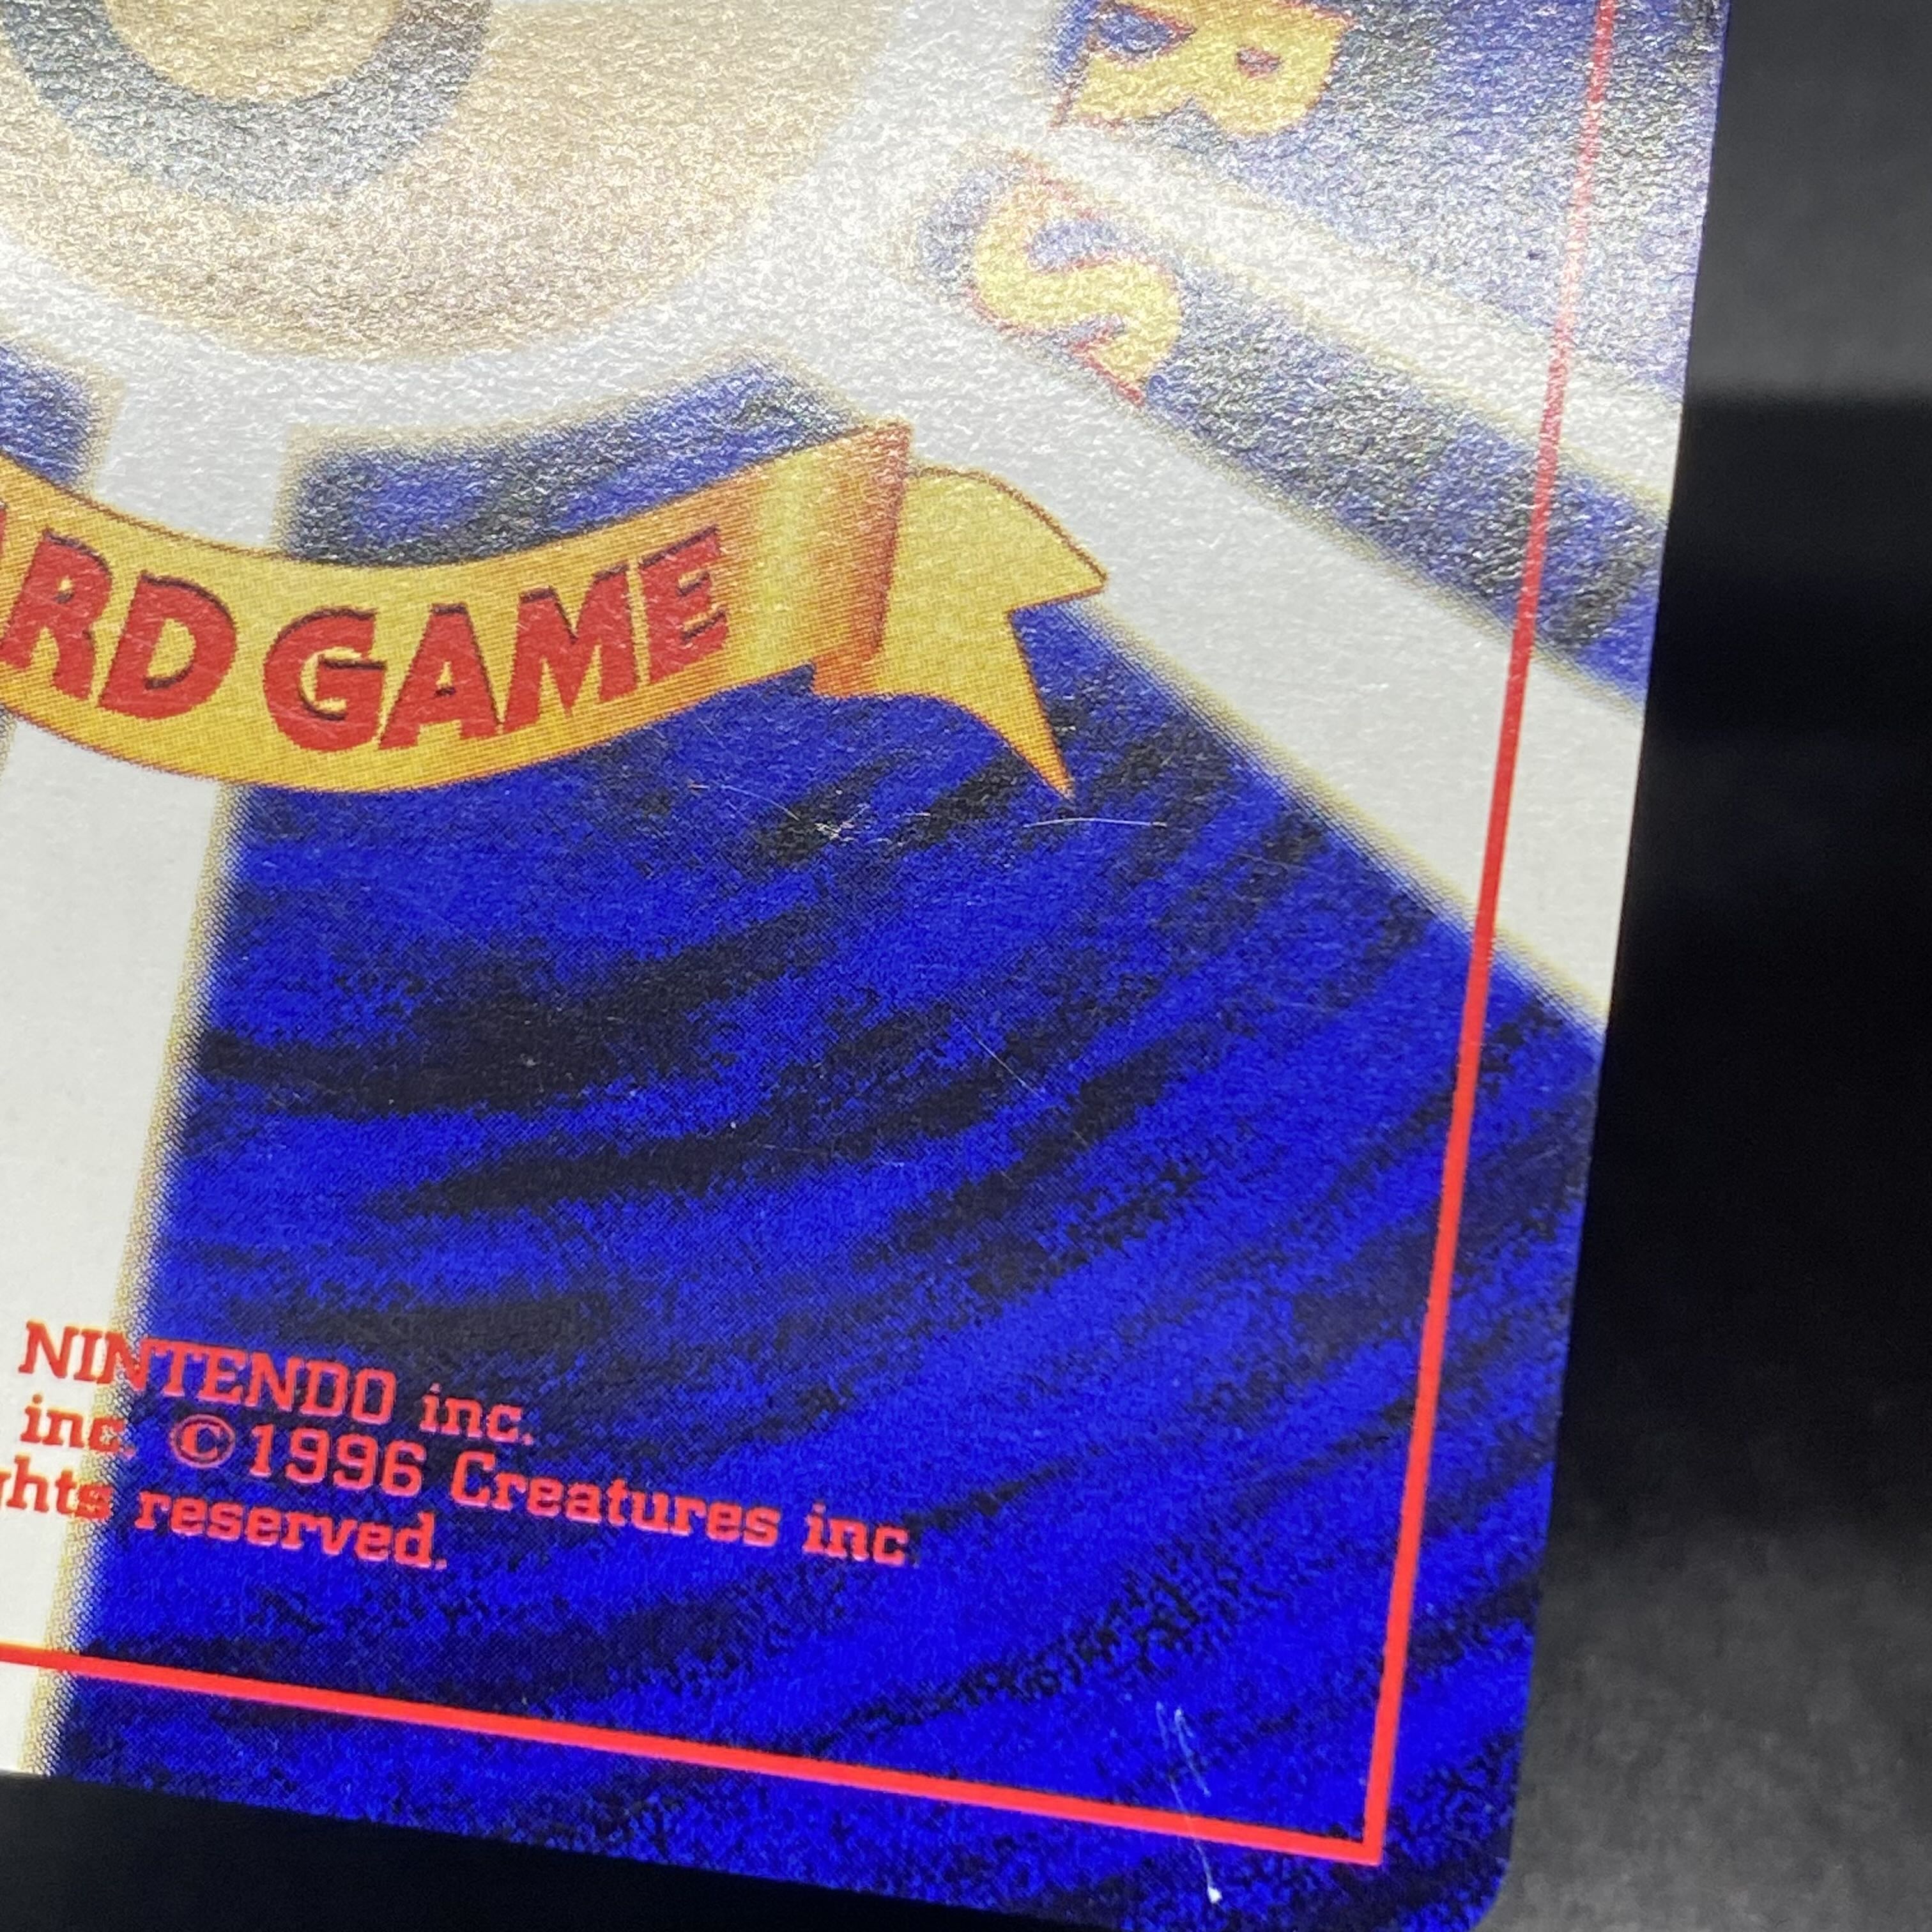 R
S
RD GAME
NINTENDO inc.
inc. ©1996 Creatures inc.
ghts reserved.